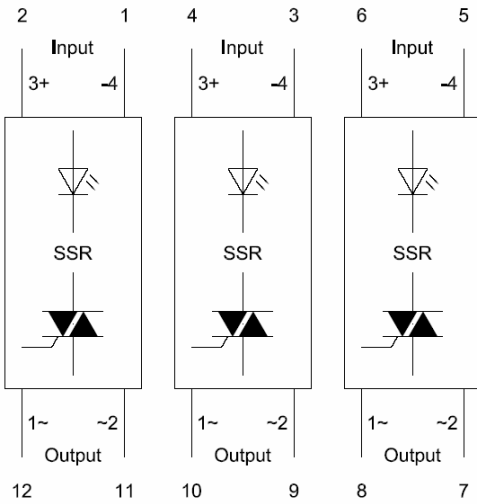 2 1 4 3 6 5
Input Input Input
3+ -4 3+ -4 3+ -4
SSR SSR SSR
1~ ~2 1~ ~2 1~ ~2
Output Output Output
12 11 10 9 8 7